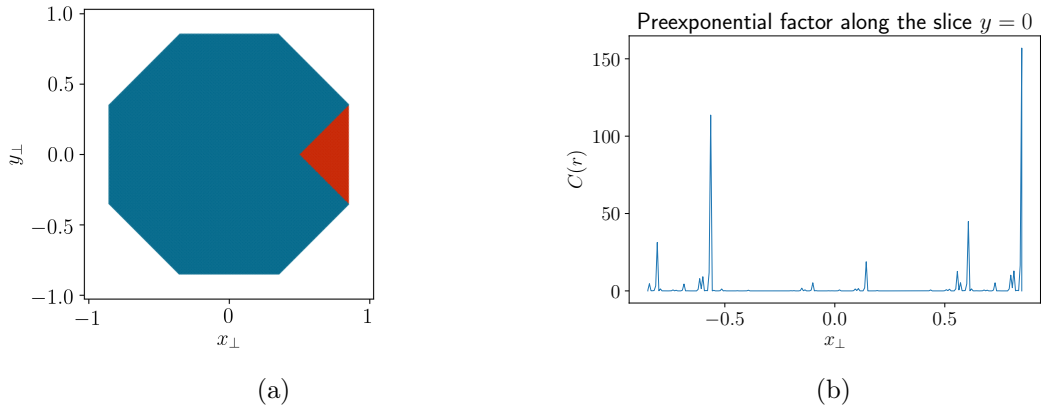 1.0
0.5
0.0
−0.5
−1.0
−1
0
1
y⊥
x⊥
(a)
Preexponential factor along the slice y = 0
150
100
50
0
−0.5
0.0
0.5
C(r)
x⊥
(b)